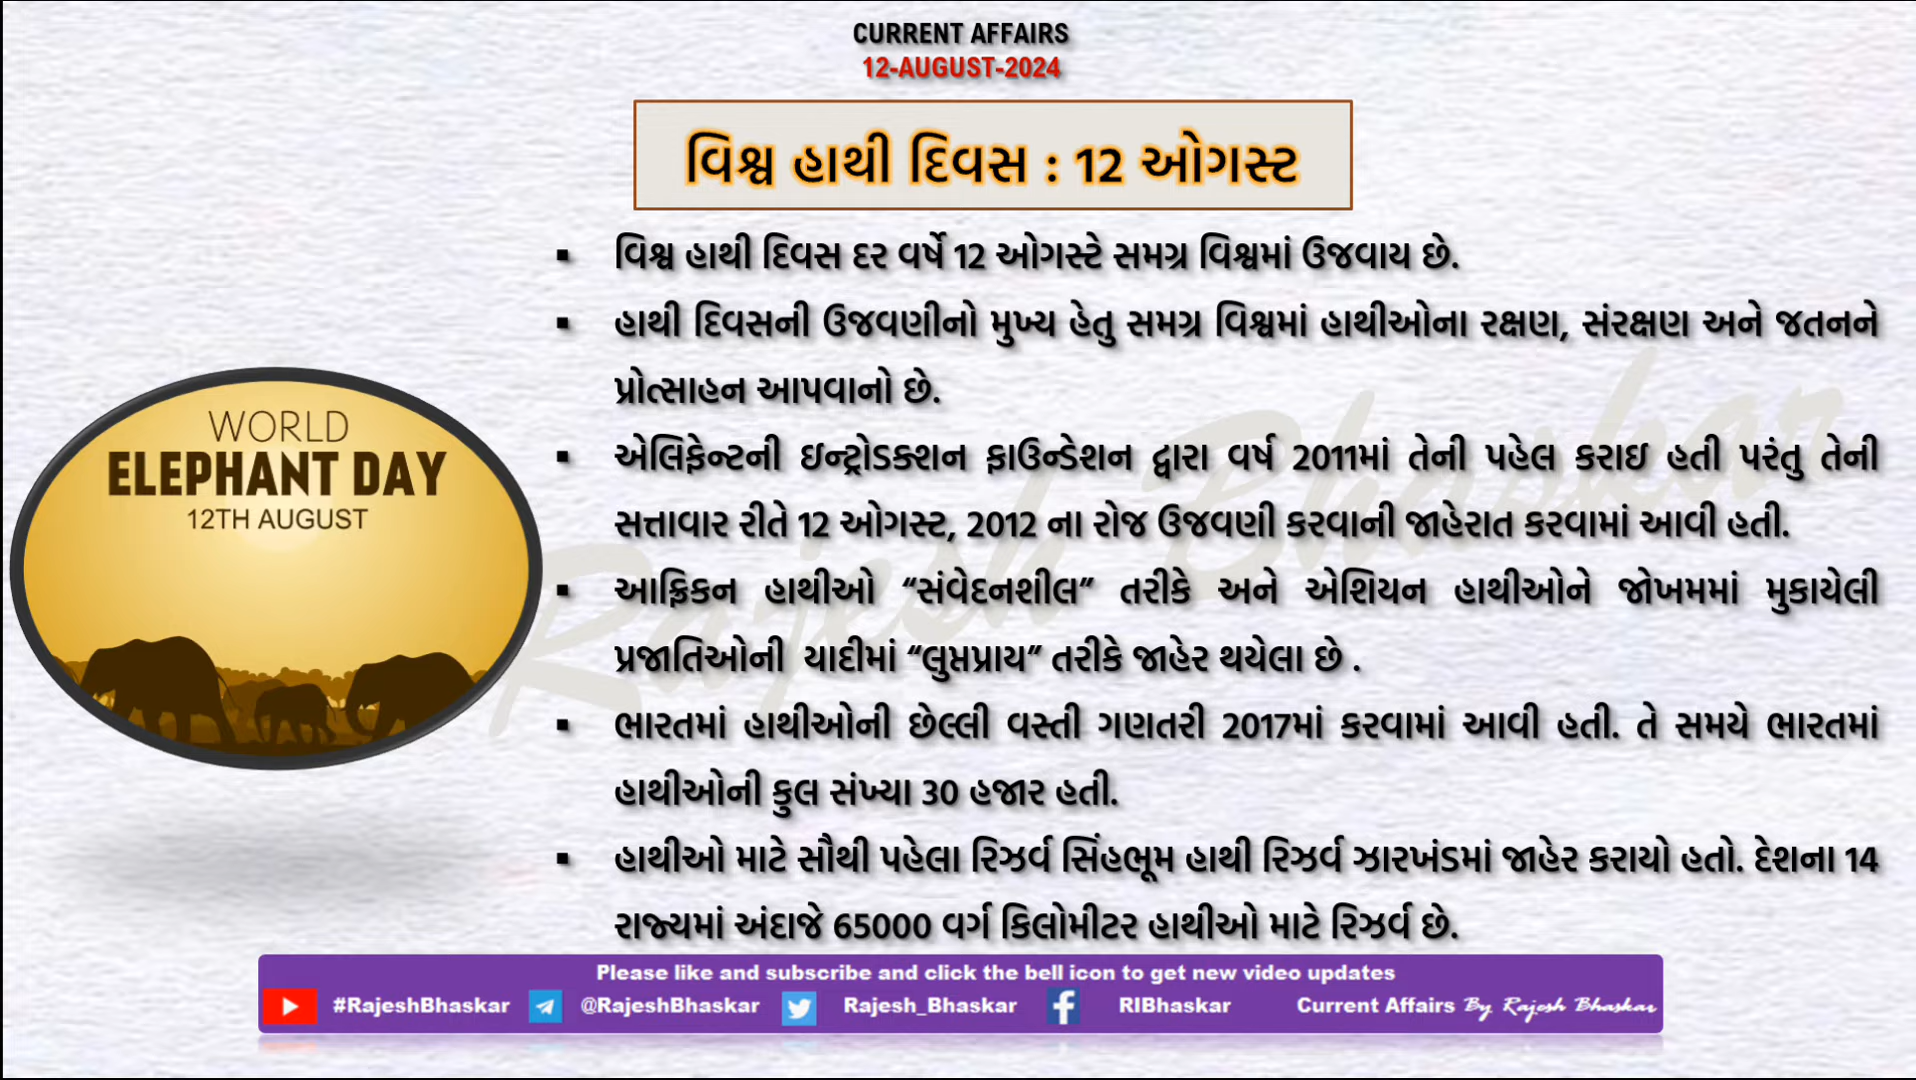 CURRENT AFFAIRS
12-AUGUST-2024
વિશ્વ હાથી દિવસ : 12 ઓગસ્ટ
▪ વિશ્વ હાથી દિવસ દર વર્ષે 12 ઓગસ્ટે સમગ્ર વિશ્વમાં ઉજવાય છે.
▪ હાથી દિવસની ઉજવણીનો મુખ્ય હેતુ સમગ્ર વિશ્વમાં હાથીઓના રક્ષણ, સંરક્ષણ અને જતનને
પ્રોત્સાહન આપવાનો છે.
▪ એલિફેન્ટની ઇન્ટ્રોડક્શન ફાઉન્ડેશન દ્વારા વર્ષ 2011માં તેની પહેલ કરાઇ હતી પરંતુ તેની
સત્તાવાર રીતે 12 ઓગસ્ટ, 2012 ના રોજ ઉજવણી કરવાની જાહેરાત કરવામાં આવી હતી.
▪ આફ્રિકન હાથીઓ “સંવેદનશીલ” તરીકે અને એશિયન હાથીઓને જોખમમાં મુકાયેલી
પ્રજાતિઓની યાદીમાં “લુપ્તપ્રાય” તરીકે જાહેર થયેલા છે .
▪ ભારતમાં હાથીઓની છેલ્લી વસ્તી ગણતરી 2017માં કરવામાં આવી હતી. તે સમયે ભારતમાં
હાથીઓની કુલ સંખ્યા 30 હજાર હતી.
▪ હાથીઓ માટે સૌથી પહેલા રિઝર્વ સિંહભૂમ હાથી રિઝર્વ ઝારખંડમાં જાહેર કરાયો હતો. દેશના 14
રાજ્યમાં અંદાજે 65000 વર્ગ કિલોમીટર હાથીઓ માટે રિઝર્વ છે.
WORLD
ELEPHANT DAY
12TH AUGUST
Rajesh Bhaskar
Please like and subscribe and click the bell icon to get new video updates
#RajeshBhaskar @RajeshBhaskar Rajesh_Bhaskar RIBhaskar Current Affairs By Rajesh Bhaskar